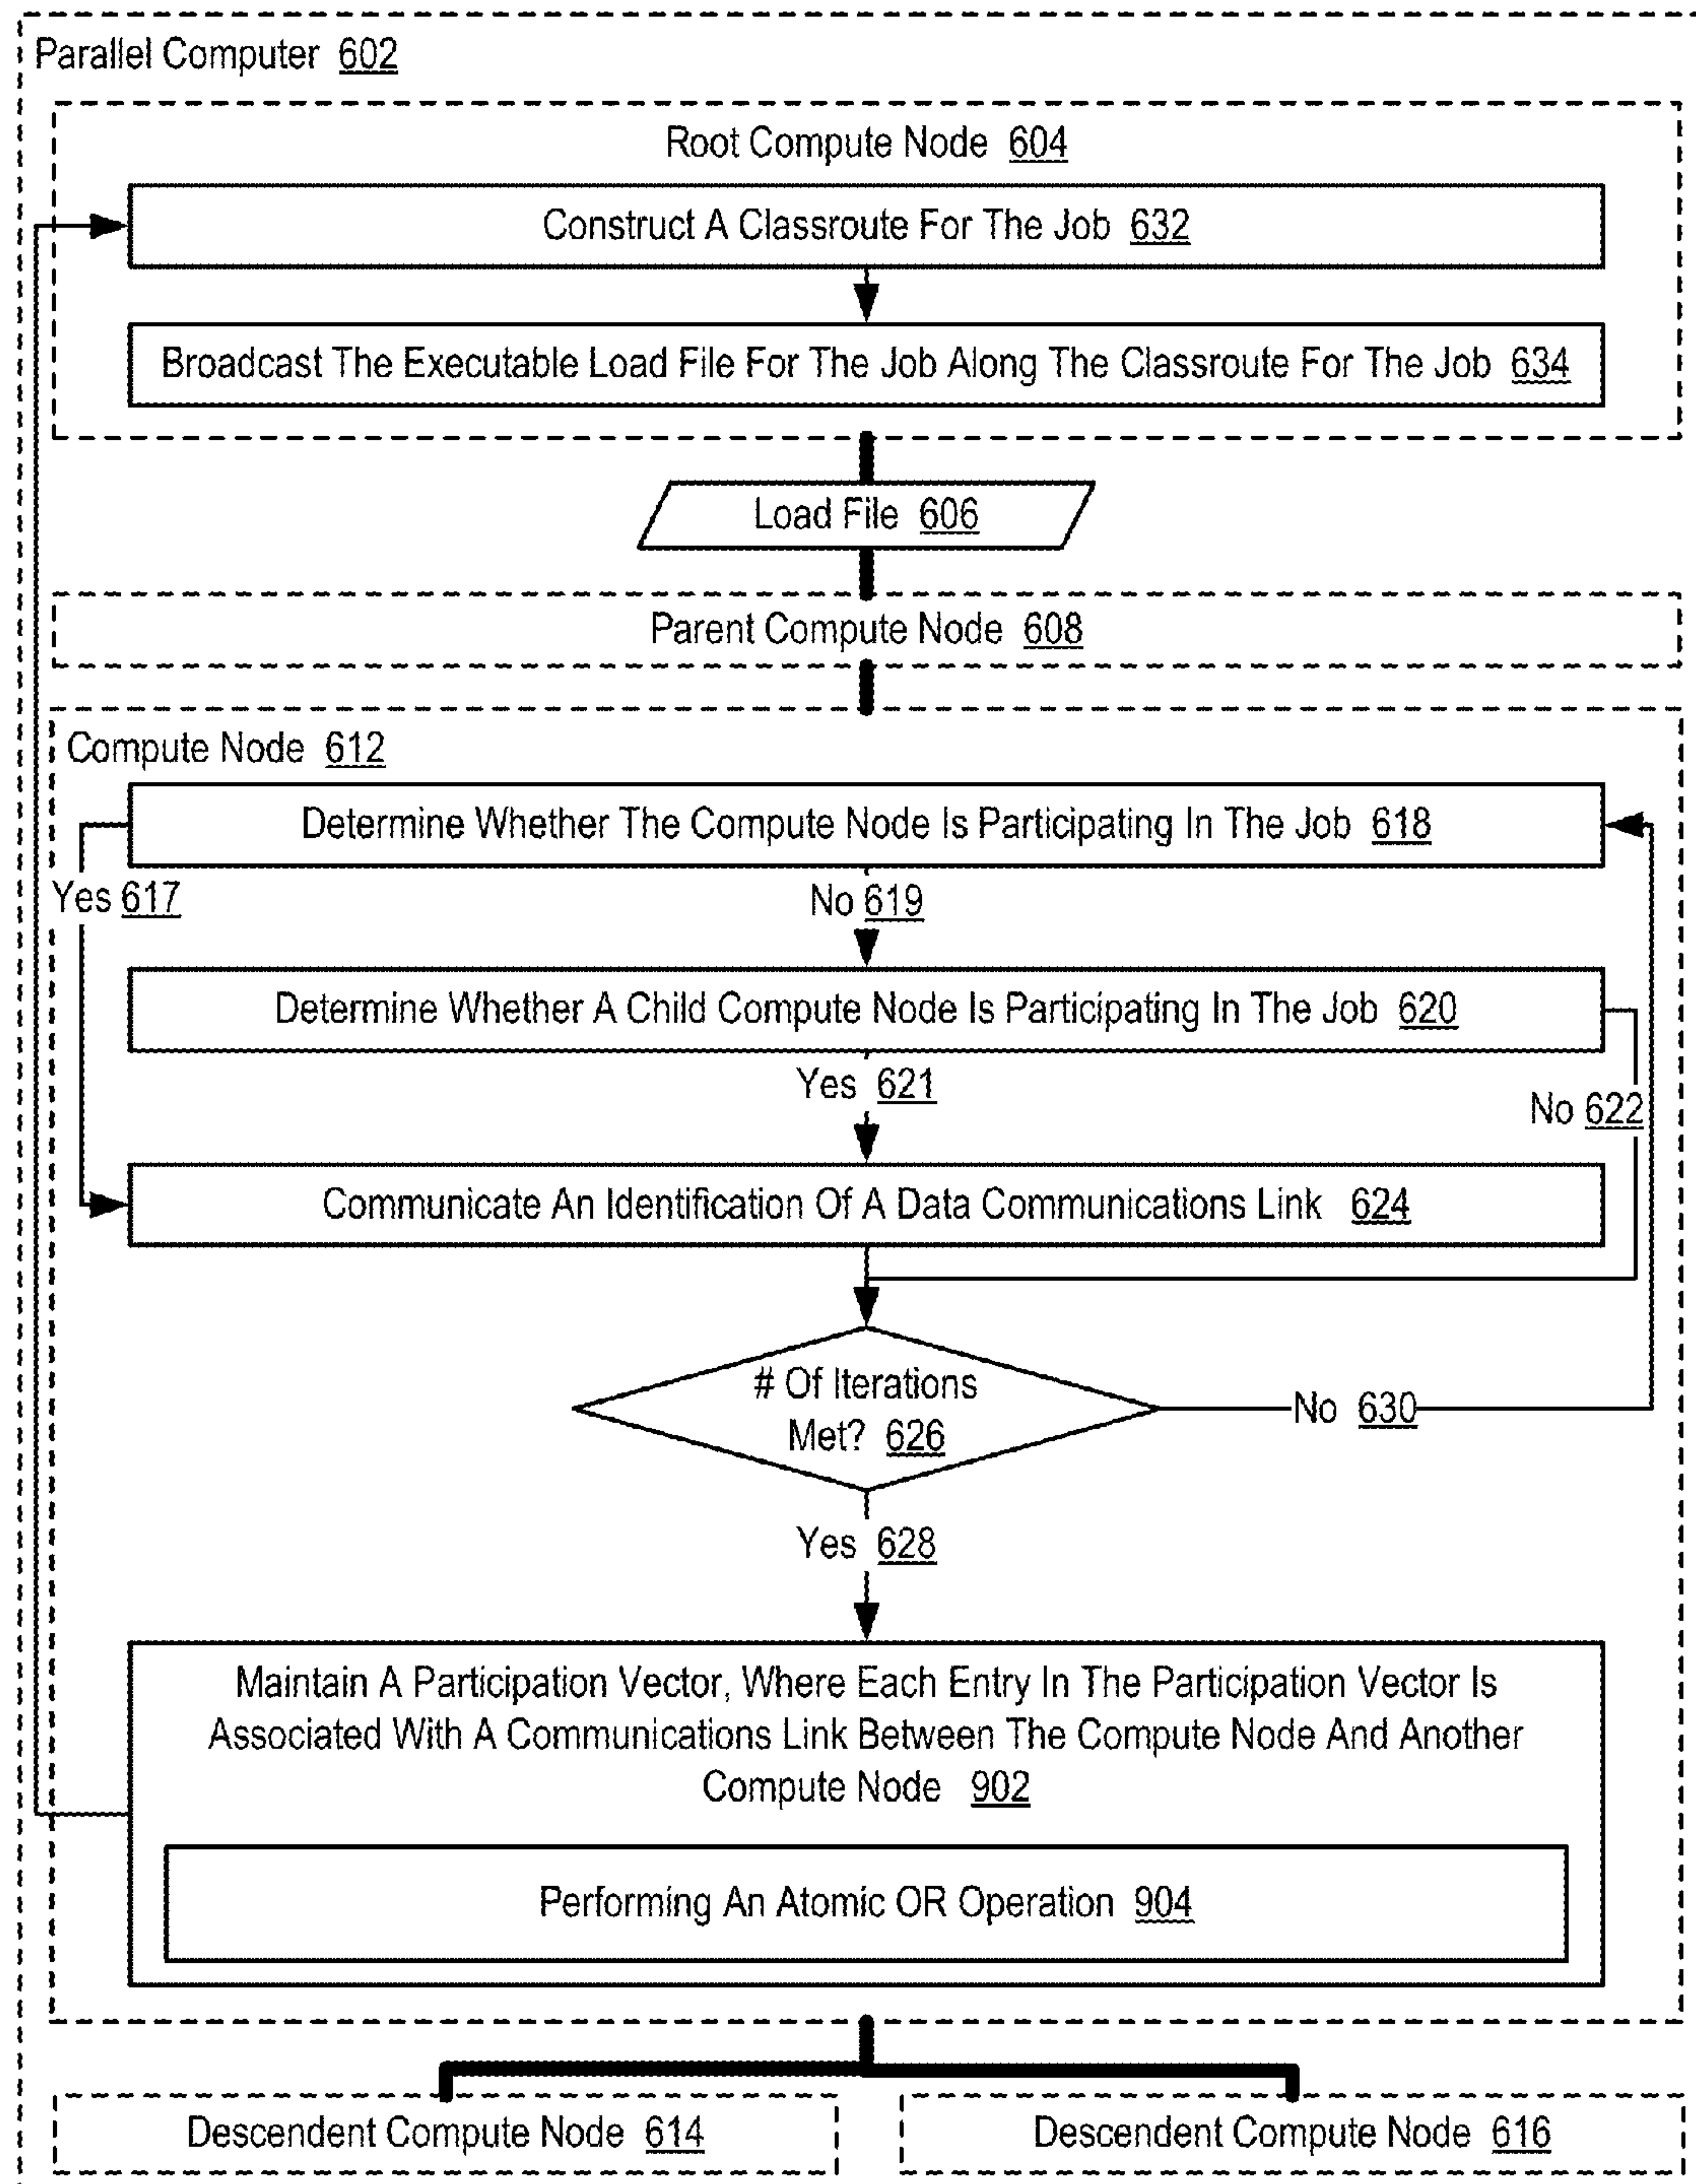 Parallel Computer 602
Root Compute Node 604
Construct A Classroute For The Job 632
Broadcast The Executable Load File For The Job Along The Classroute For The Job 634
Load File 606
Parent Compute Node 608
Compute Node 612
Determine Whether The Compute Node Is Participating In The Job 618
Yes 617
No 619
Determine Whether A Child Compute Node Is Participating In The Job 620
Yes 621
No 622
Communicate An Identification Of A Data Communications Link 624
# Of Iterations
Met? 626
No 630
Yes 628
Maintain A Participation Vector, Where Each Entry In The Participation Vector Is
Associated With A Communications Link Between The Compute Node And Another
Compute Node 902
Performing An Atomic OR Operation 904
Descendent Compute Node 614
Descendent Compute Node 616